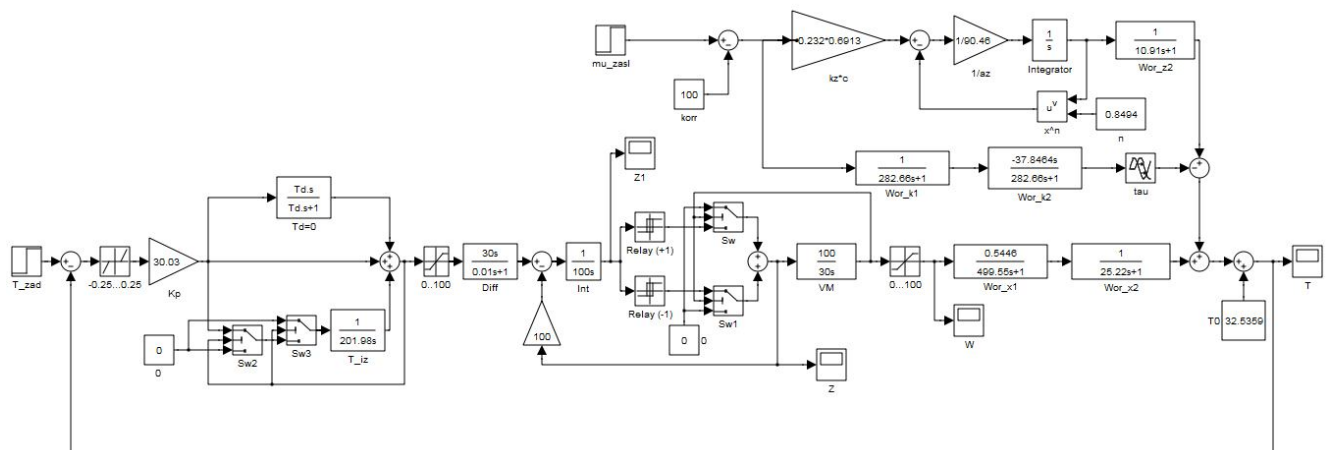 mu_zasl
100
korr
0.232*0.6913
kz*c
1/90.46
1/az
1
s
Integrator
1
10.91s+1
Wor_z2
u^v
x^n
0.8494
n
1
282.66s+1
Wor_k1
-37.8464s
282.66s+1
Wor_k2
tau
Z1
T_zad
-0.25...0.25
30.03
Kp
Td.s
Td.s+1
Td=0
0
0
Sw2
Sw3
1
201.98s
T_iz
0..100
30s
0.01s+1
Diff
1
100s
Int
100
Relay (+1)
Relay (-1)
Sw
Sw1
0
0
100
30s
VM
0...100
W
Z
0.5446
499.55s+1
Wor_x1
1
25.22s+1
Wor_x2
T0
32.5359
T